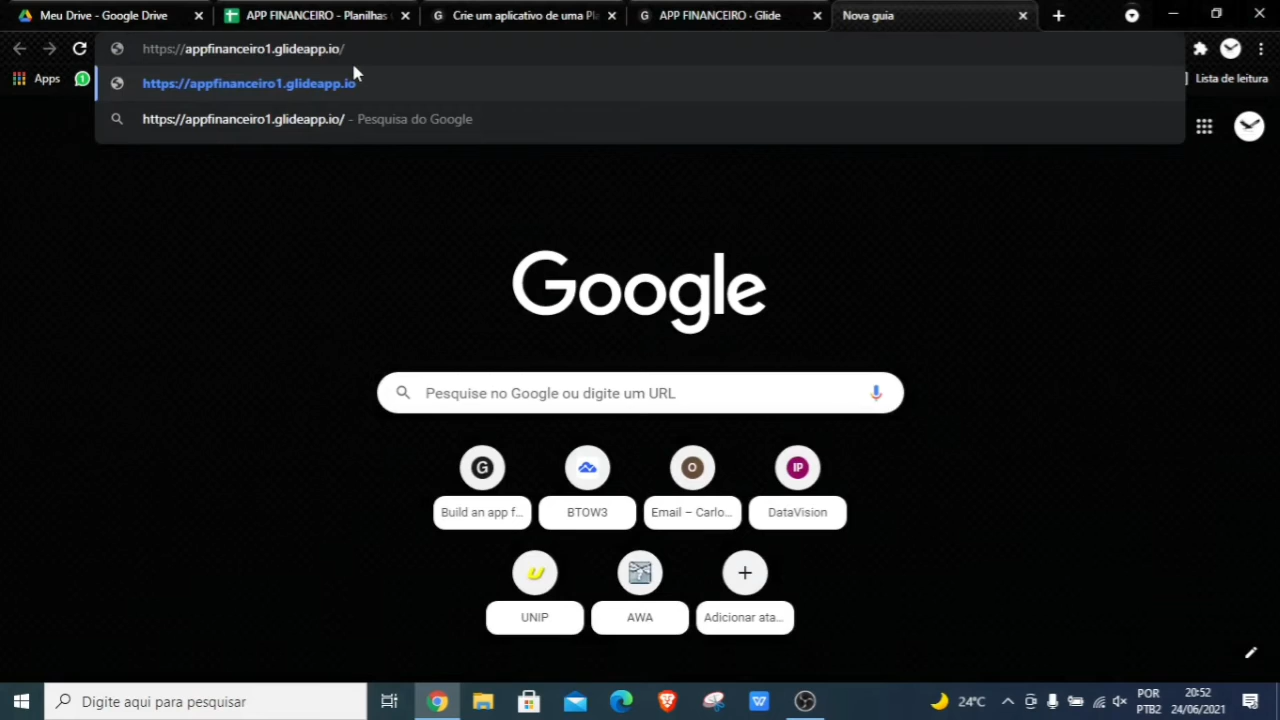 Meu Drive – Google Drive
APP FINANCEIRO - Planilhas
Crie um aplicativo de uma Pla
APP FINANCEIRO · Glide
Nova guia
https://appfinanceiro1.glideapp.io/
Apps
Lista de leitura
https://appfinanceiro1.glideapp.io
https://appfinanceiro1.glideapp.io/ - Pesquisa do Google
Google
Pesquise no Google ou digite um URL
G
O
IP
Build an app f...
BTOW3
Email – Carlo...
DataVision
UNIP
AWA
Adicionar ata...
Digite aqui para pesquisar
24°C
POR
PTB2
20:52
24/06/2021